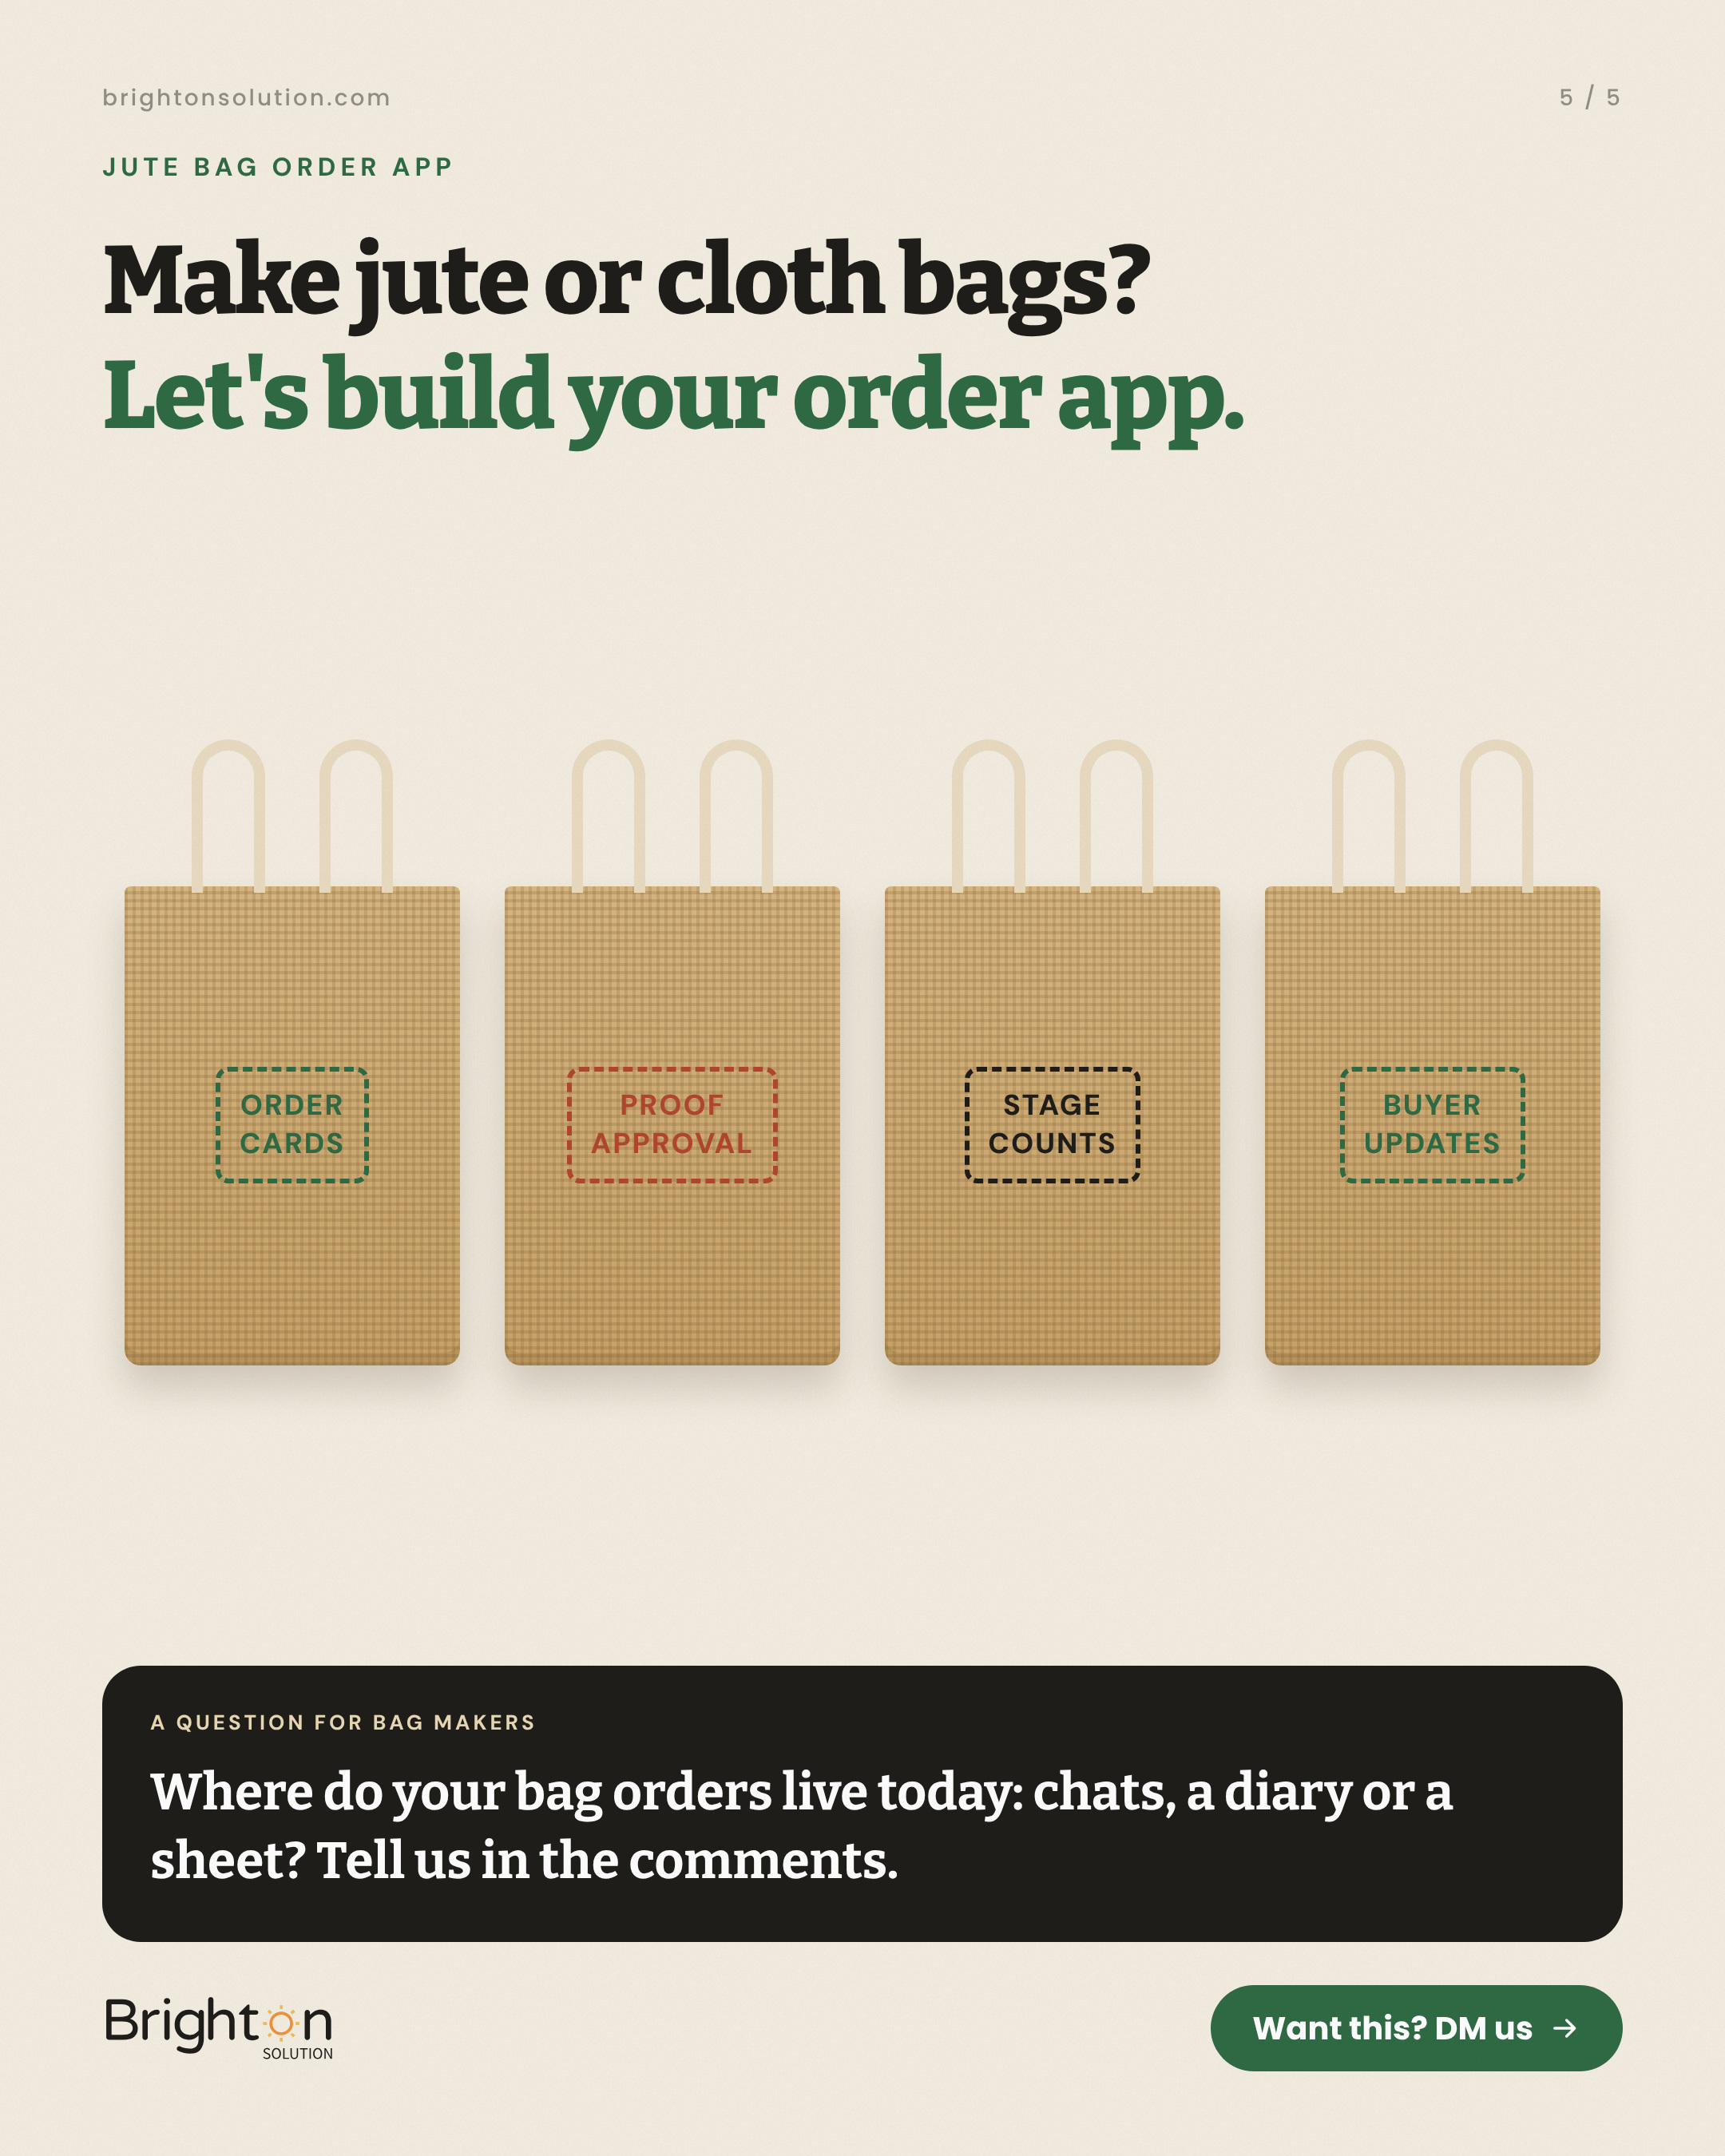 brightonsolution.com
5 / 5
JUTE BAG ORDER APP
Make jute or cloth bags?
Let's build your order app.
ORDER
CARDS
PROOF
APPROVAL
STAGE
COUNTS
BUYER
UPDATES
A QUESTION FOR BAG MAKERS
Where do your bag orders live today: chats, a diary or a
sheet? Tell us in the comments.
Brighton
SOLUTION
Want this? DM us →